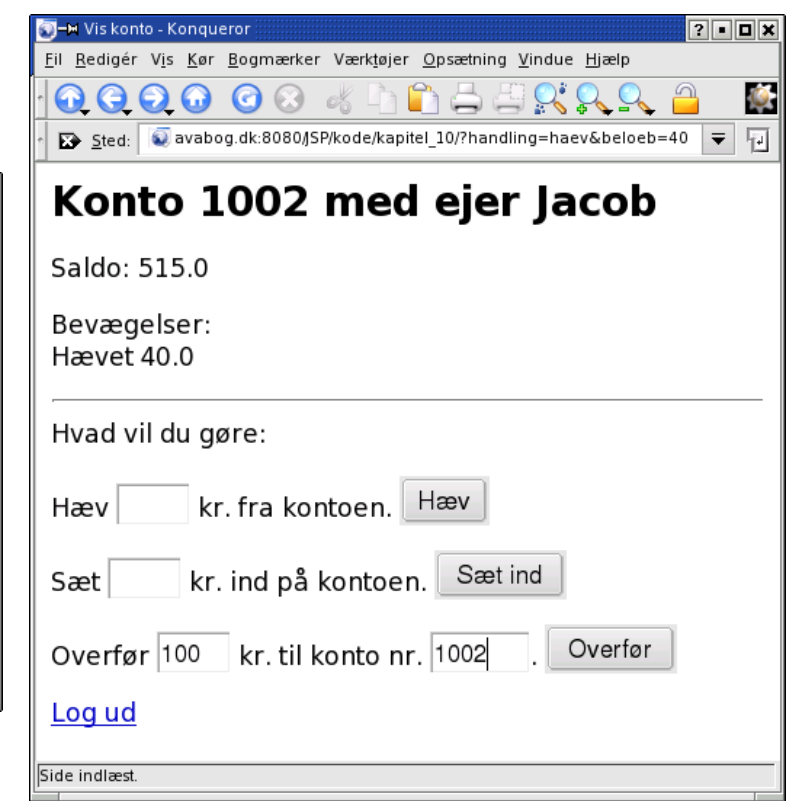 Vis konto - Konqueror
Fil Redigér Vis Kør Bogmærker Værktøjer Opsætning Vindue Hjælp
Sted: avabog.dk:8080/JSP/kode/kapitel_10/?handling=haev&beloeb=40
Konto 1002 med ejer Jacob
Saldo: 515.0
Bevægelser:
Hævet 40.0
Hvad vil du gøre:
Hæv kr. fra kontoen. Hæv
Sæt kr. ind på kontoen. Sæt ind
Overfør 100 kr. til konto nr. 1002 . Overfør
Log ud
Side indlæst.